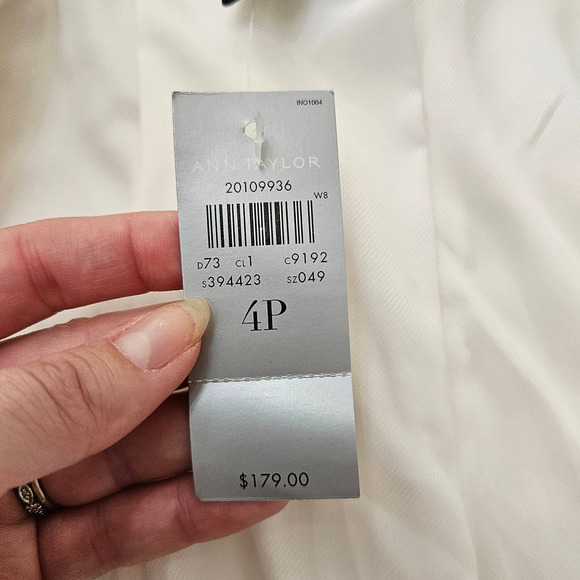 INO1004
ANN TAYLOR
20109936
W8
D73 CL1 C9192
S394423 SZ049
4P
$179.00